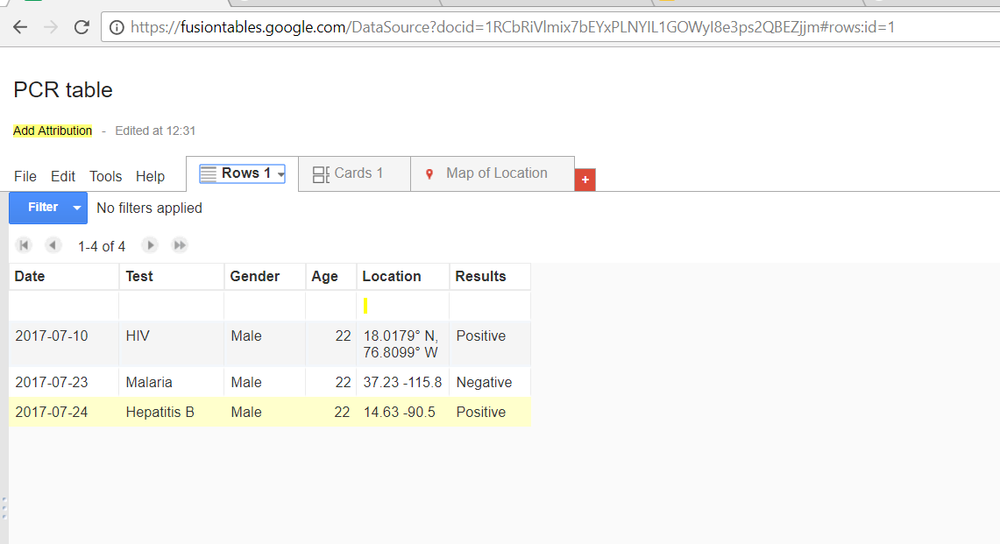 https://fusiontables.google.com/DataSource?docid=1RCbRiVlmix7bEYxPLNYIL1GOWyI8e3ps2QBEZjjm#rows:id=1
PCR table
Add Attribution - Edited at 12:31
File Edit Tools Help Rows 1 Cards 1 Map of Location +
Filter No filters applied
1-4 of 4
Date Test Gender Age Location Results
2017-07-10 HIV Male 22 18.0179° N, Positive
76.8099° W
2017-07-23 Malaria Male 22 37.23 -115.8 Negative
2017-07-24 Hepatitis B Male 22 14.63 -90.5 Positive